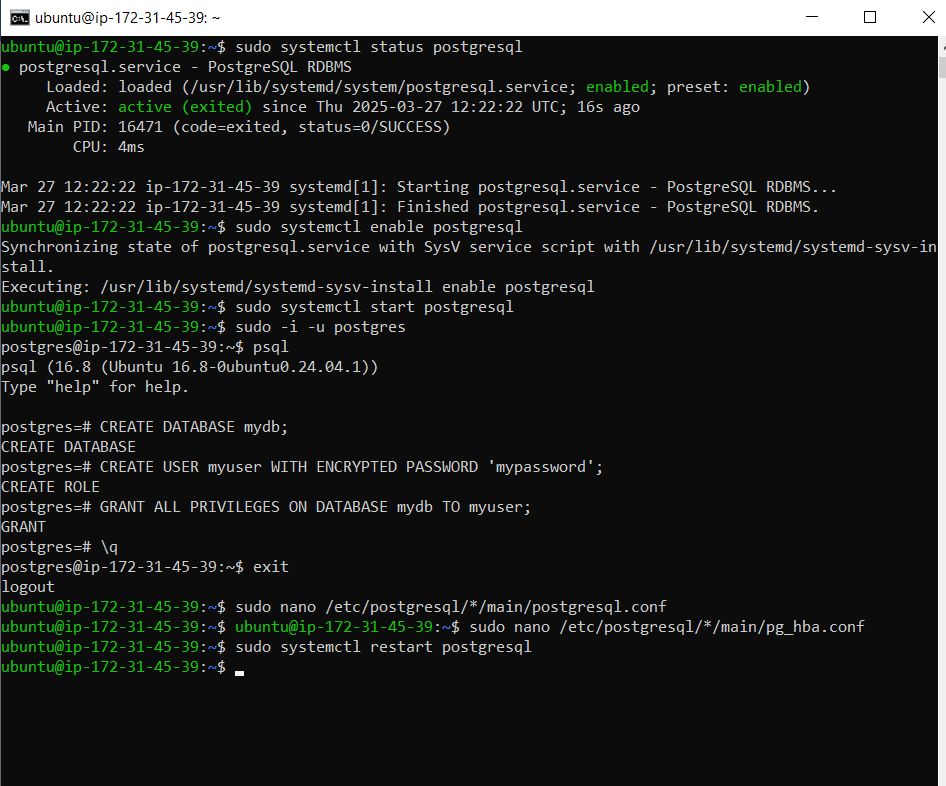 ubuntu@ip-172-31-45-39: ~
ubuntu@ip-172-31-45-39:~$ sudo systemctl status postgresql
● postgresql.service - PostgreSQL RDBMS
     Loaded: loaded (/usr/lib/systemd/system/postgresql.service; enabled; preset: enabled)
     Active: active (exited) since Thu 2025-03-27 12:22:22 UTC; 16s ago
   Main PID: 16471 (code=exited, status=0/SUCCESS)
        CPU: 4ms

Mar 27 12:22:22 ip-172-31-45-39 systemd[1]: Starting postgresql.service - PostgreSQL RDBMS...
Mar 27 12:22:22 ip-172-31-45-39 systemd[1]: Finished postgresql.service - PostgreSQL RDBMS.
ubuntu@ip-172-31-45-39:~$ sudo systemctl enable postgresql
Synchronizing state of postgresql.service with SysV service script with /usr/lib/systemd/systemd-sysv-in
stall.
Executing: /usr/lib/systemd/systemd-sysv-install enable postgresql
ubuntu@ip-172-31-45-39:~$ sudo systemctl start postgresql
ubuntu@ip-172-31-45-39:~$ sudo -i -u postgres
postgres@ip-172-31-45-39:~$ psql
psql (16.8 (Ubuntu 16.8-0ubuntu0.24.04.1))
Type "help" for help.

postgres=# CREATE DATABASE mydb;
CREATE DATABASE
postgres=# CREATE USER myuser WITH ENCRYPTED PASSWORD 'mypassword';
CREATE ROLE
postgres=# GRANT ALL PRIVILEGES ON DATABASE mydb TO myuser;
GRANT
postgres=# \q
postgres@ip-172-31-45-39:~$ exit
logout
ubuntu@ip-172-31-45-39:~$ sudo nano /etc/postgresql/*/main/postgresql.conf
ubuntu@ip-172-31-45-39:~$ ubuntu@ip-172-31-45-39:~$ sudo nano /etc/postgresql/*/main/pg_hba.conf
ubuntu@ip-172-31-45-39:~$ sudo systemctl restart postgresql
ubuntu@ip-172-31-45-39:~$